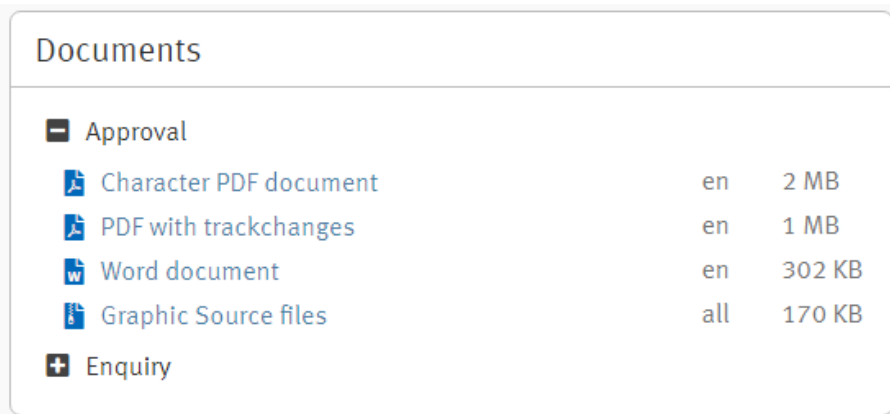 Documents
Approval
Character PDF document en 2 MB
PDF with trackchanges en 1 MB
Word document en 302 KB
Graphic Source files all 170 KB
Enquiry